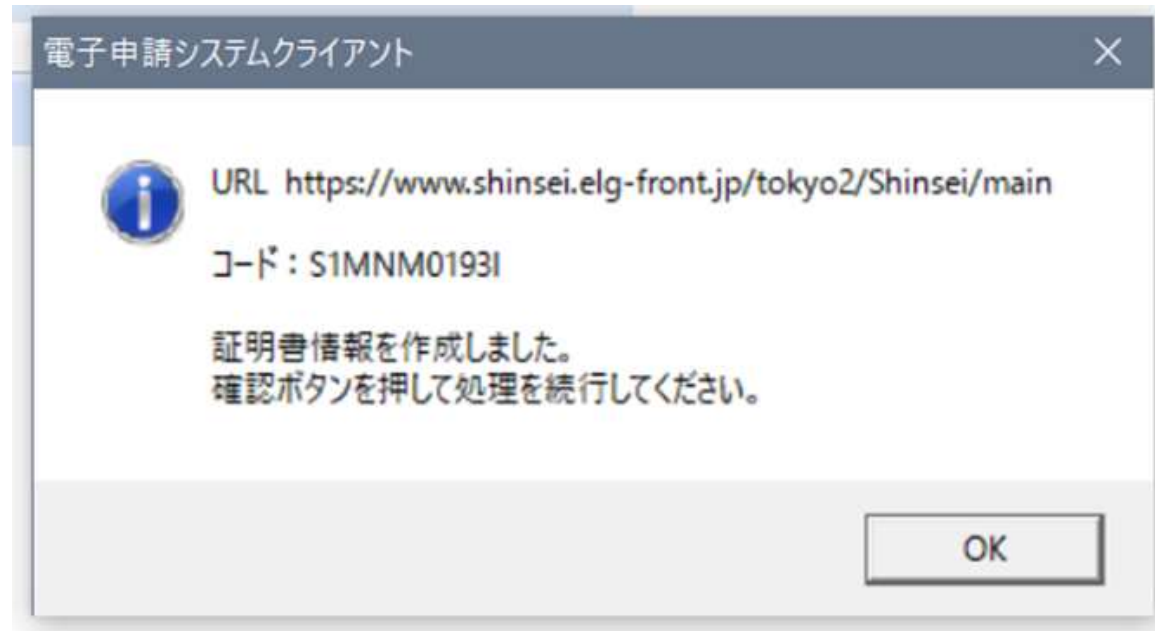 電子申請システムクライアント
URL https://www.shinsei.elg-front.jp/tokyo2/Shinsei/main
コード：S1MNM0193I
証明書情報を作成しました。
確認ボタンを押して処理を続行してください。
OK